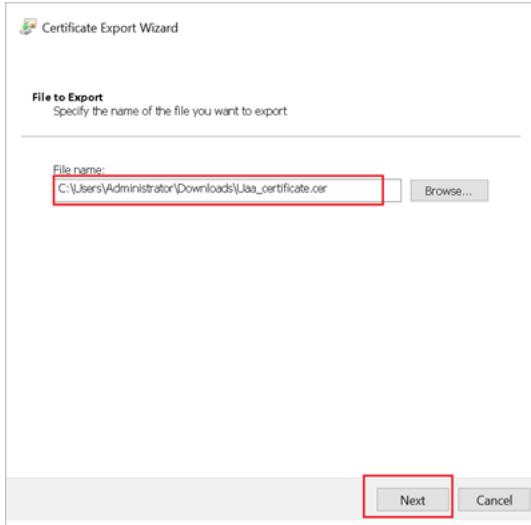 Certificate Export Wizard
File to Export
Specify the name of the file you want to export
File name:
C:\Users\Administrator\Downloads\Uaa_certificate.cer
Browse...
Next
Cancel